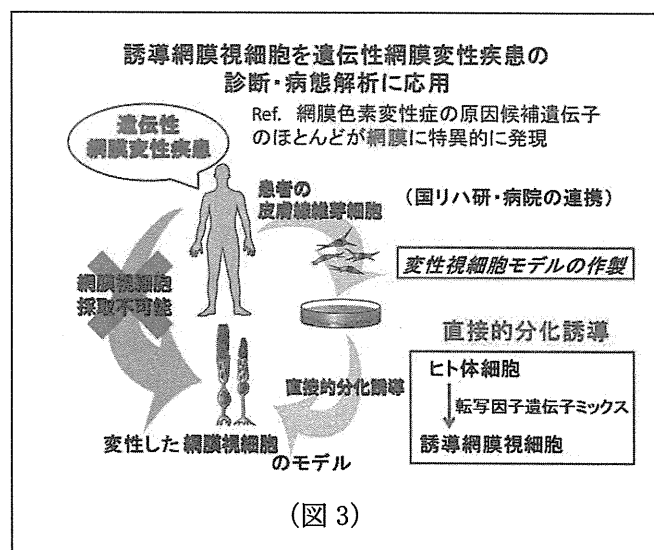 誘導網膜視細胞を遺伝性網膜変性疾患の
診断・病態解析に応用
Ref. 網膜色素変性症の原因候補遺伝子
のほとんどが網膜に特異的に発現
遺伝性
網膜変性疾患
患者の
皮膚線維芽細胞
(国リハ研・病院の連携)
変性視細胞モデルの作製
網膜視細胞
採取不可能
直接的分化誘導
直接的分化誘導
ヒト体細胞
転写因子遺伝子ミックス
誘導網膜視細胞
変性した網膜視細胞
のモデル
(図 3)